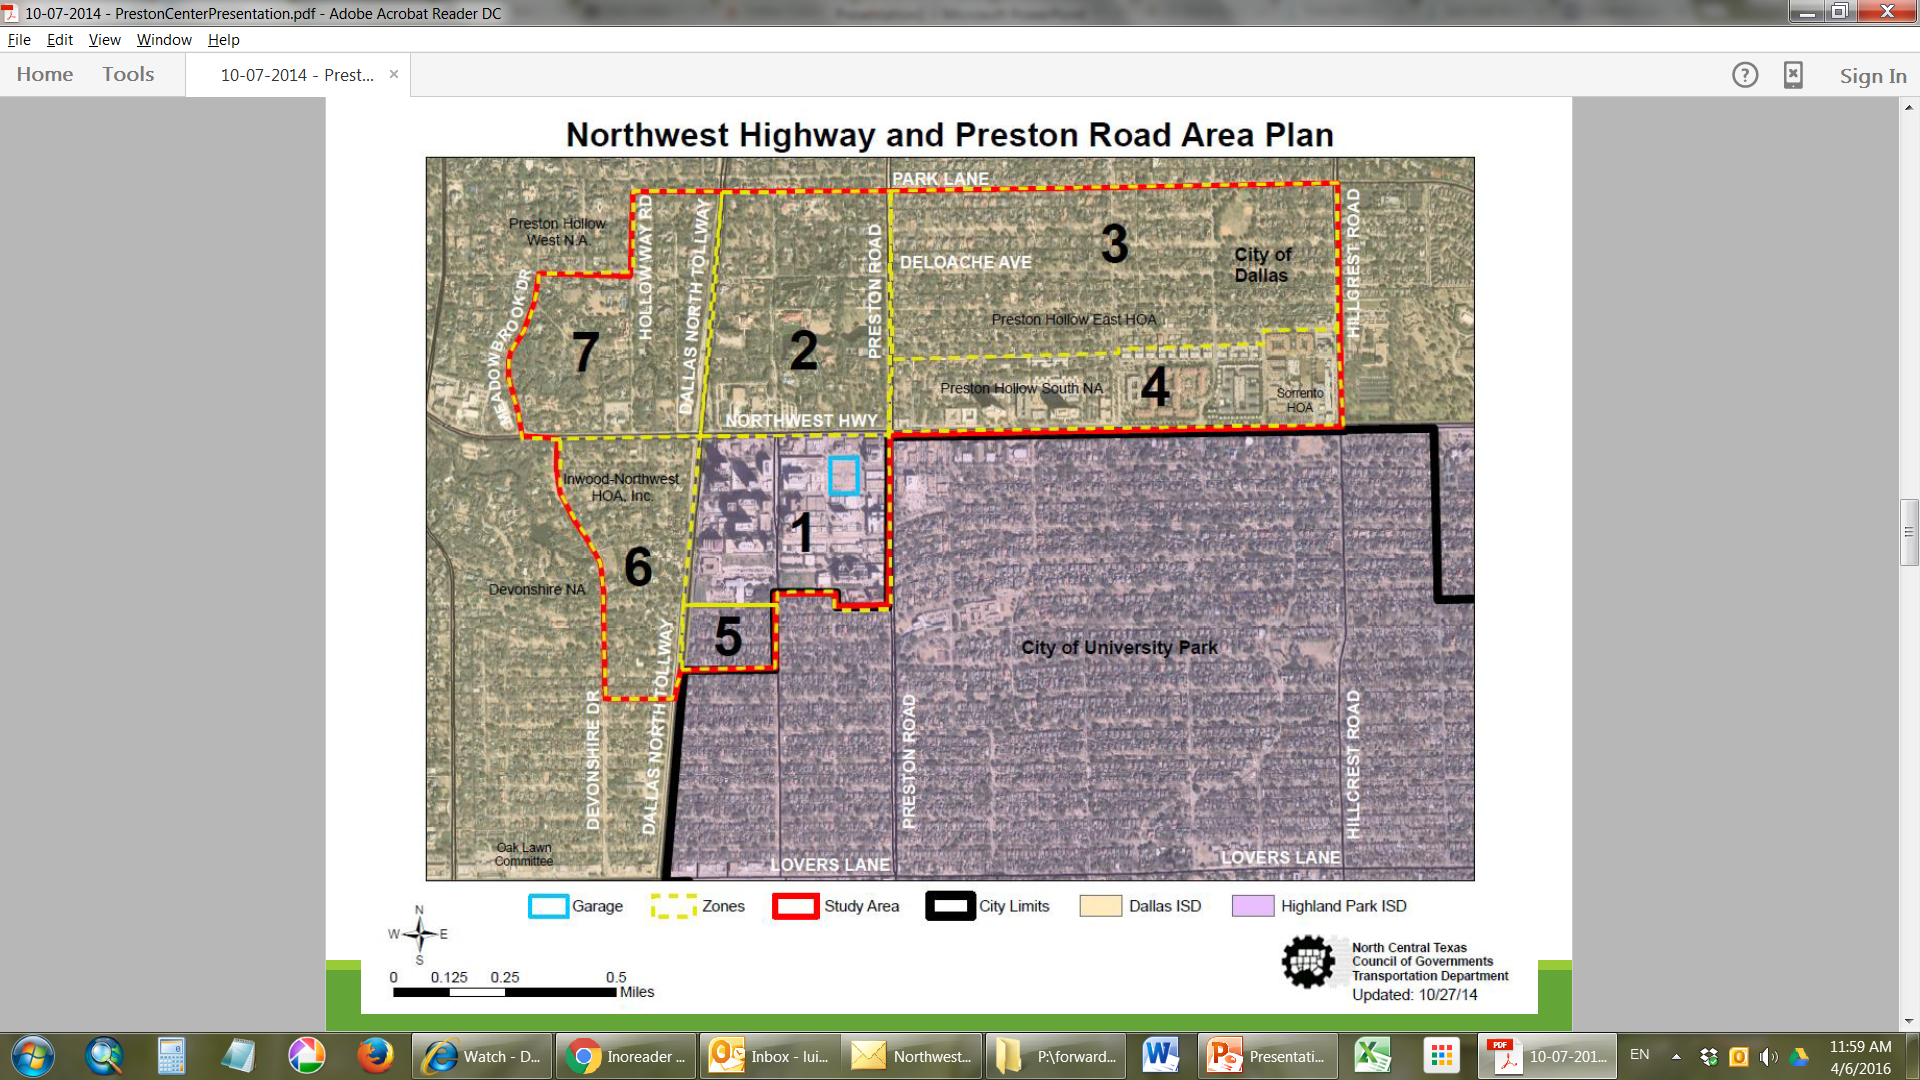 10-07-2014 - PrestonCenterPresentation.pdf - Adobe Acrobat Reader DC
File Edit View Window Help
Home Tools 10-07-2014 - Prest... × ? Sign In
Northwest Highway and Preston Road Area Plan
PARK LANE
HOLLOWAY RD
DALLAS NORTH TOLLWAY
PRESTON ROAD
HILLCREST ROAD
Preston Hollow
West N.A.
3
City of
Dallas
DELOACHE AVE
MEADOWBROOK DR
7
2
Preston Hollow East HOA
Preston Hollow South NA
4
Sorrento
HOA
NORTHWEST HWY
Inwood-Northwest
HOA, Inc.
1
6
Devonshire NA
5
City of University Park
DEVONSHIRE DR
DALLAS NORTH TOLLWAY
PRESTON ROAD
HILLCREST ROAD
Oak Lawn
Committee
LOVERS LANE
LOVERS LANE
Garage Zones Study Area City Limits Dallas ISD Highland Park ISD
N
W E
S
0 0.125 0.25 0.5
Miles
North Central Texas
Council of Governments
Transportation Department
Updated: 10/27/14
Watch - D... Inoreader ... Inbox - lui... Northwest... P:\forward... Presentati... 10-07-201... EN 11:59 AM
4/6/2016